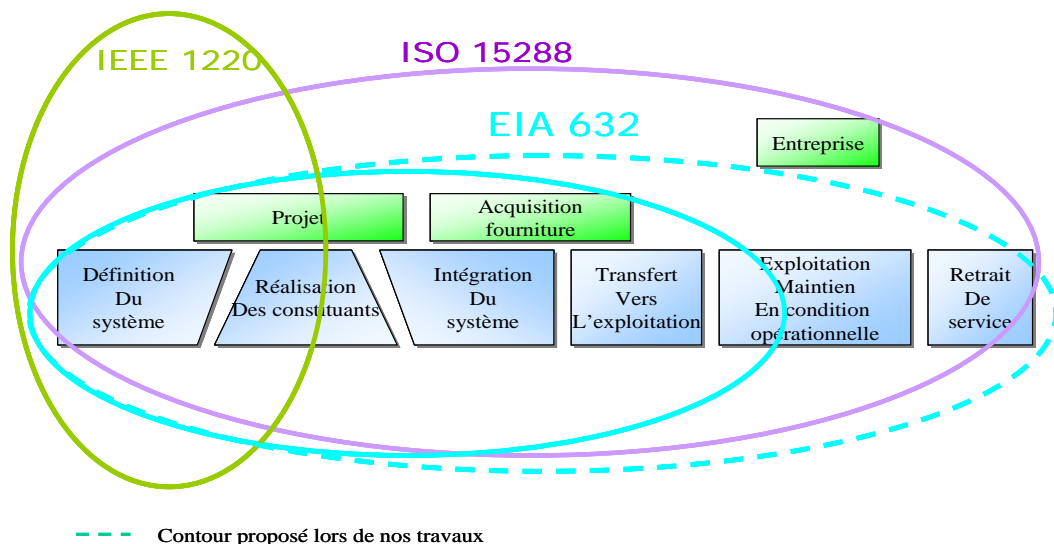 IEEE 1220
ISO 15288
EIA 632
Entreprise
Projet
Acquisition
fourniture
Définition
Du
système
Réalisation
Des constituants
Intégration
Du
système
Transfert
Vers
L'exploitation
Exploitation
Maintien
En condition
opérationnelle
Retrait
De
service
Contour proposé lors de nos travaux